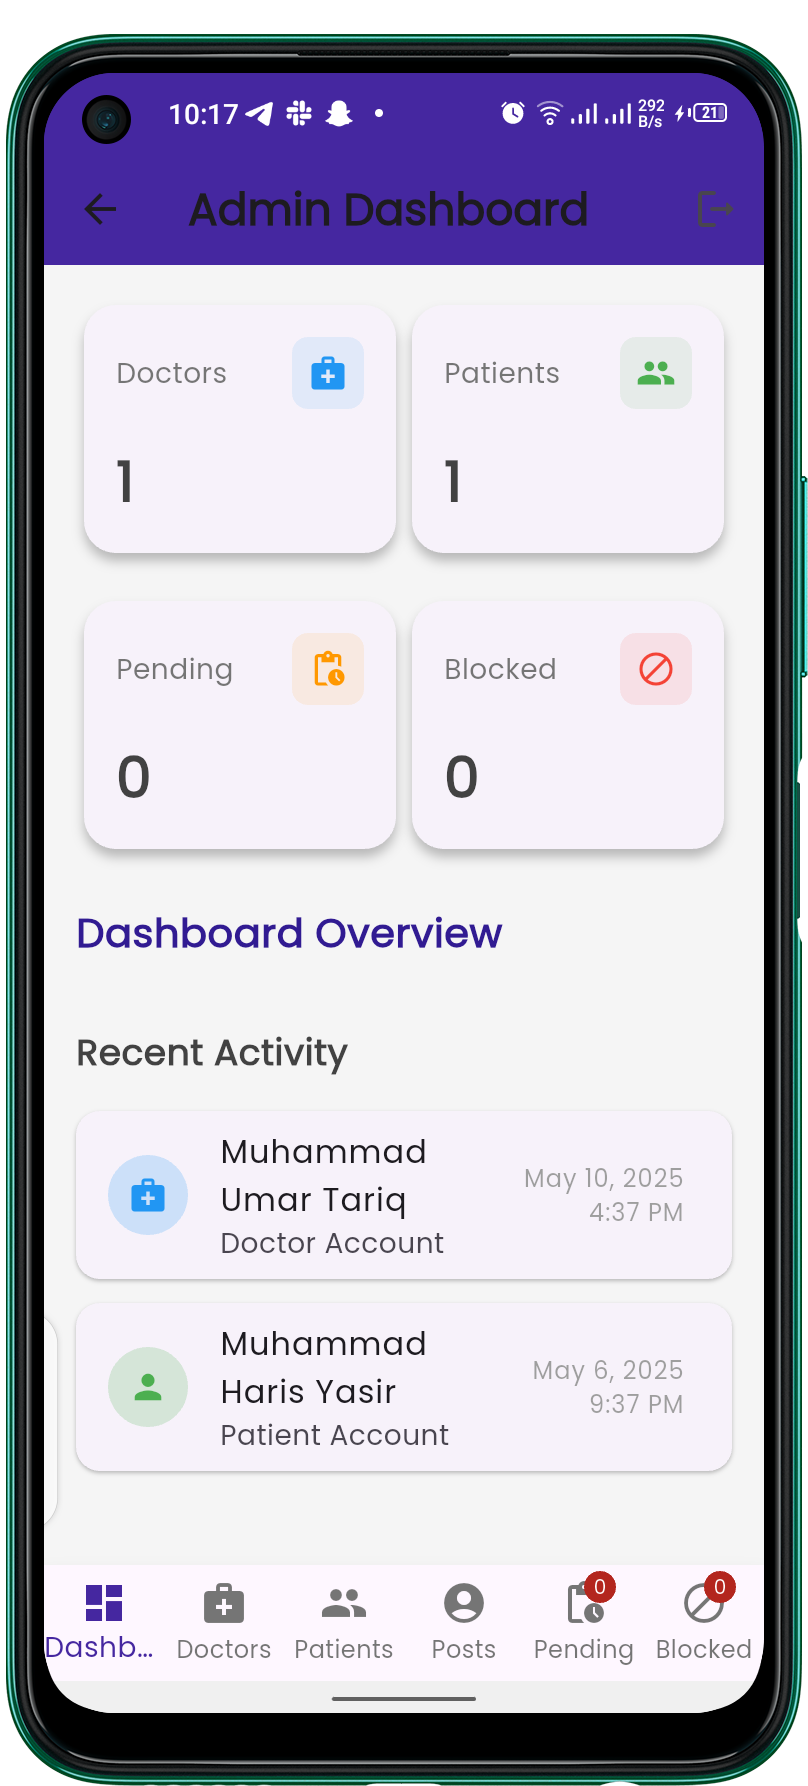 10:17
292
B/s
21
Admin Dashboard
Doctors
Patients
1
1
Pending
Blocked
0
0
Dashboard Overview
Recent Activity
Muhammad
Umar Tariq
Doctor Account
May 10, 2025
4:37 PM
Muhammad
Haris Yasir
Patient Account
May 6, 2025
9:37 PM
0
0
Dashb...
Doctors
Patients
Posts
Pending
Blocked